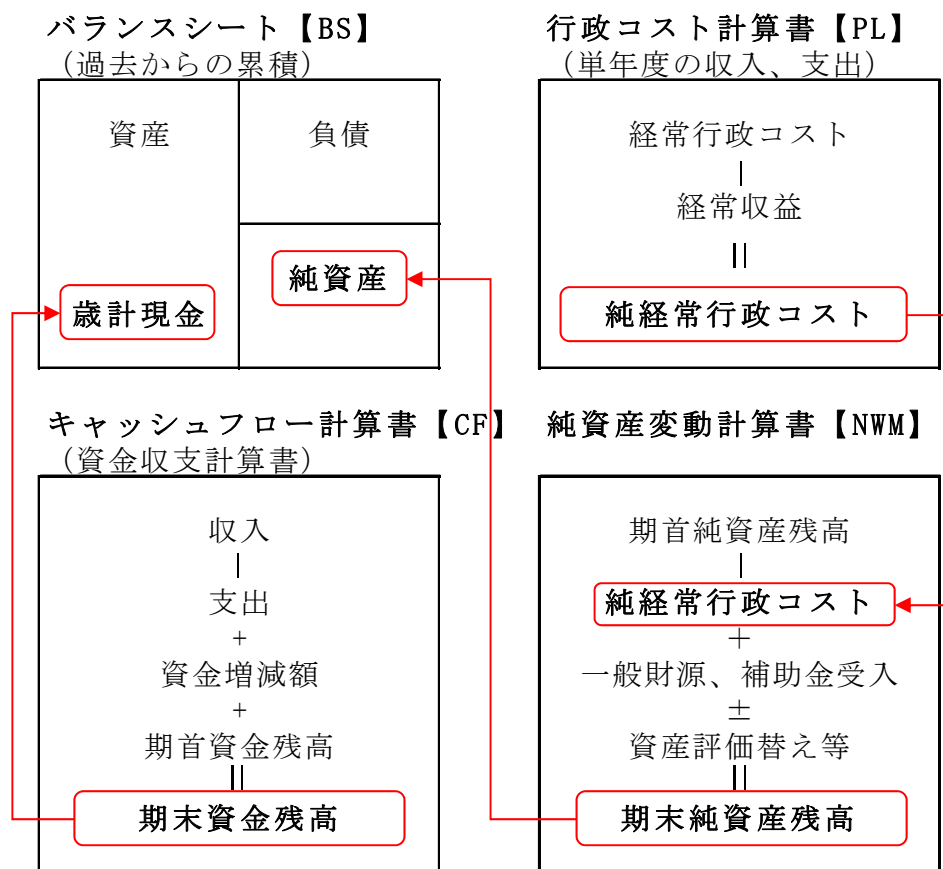 バランスシート【BS】
(過去からの累積)
資産
負債
純資産
歳計現金
行政コスト計算書【PL】
(単年度の収入、支出)
経常行政コスト
|
経常収益
||
純経常行政コスト
キャッシュフロー計算書【CF】
(資金収支計算書)
収入
|
支出
+
資金増減額
+
期首資金残高
||
期末資金残高
純資産変動計算書【NWM】
期首純資産残高
|
純経常行政コスト
+
一般財源、補助金受入
±
資産評価替え等
||
期末純資産残高